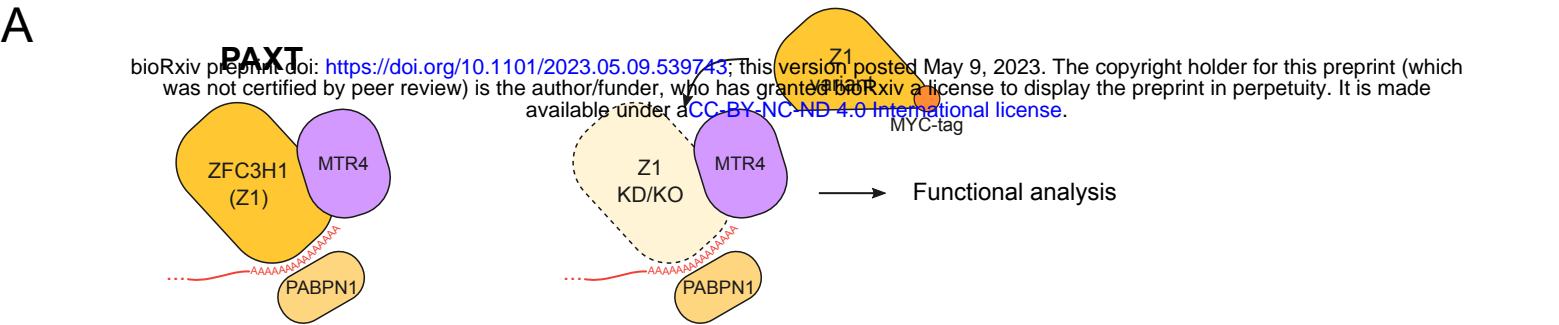 A
PAXT
Z1
variant
bioRxiv preprint doi: https://doi.org/10.1101/2023.05.09.539743; this version posted May 9, 2023. The copyright holder for this preprint (which
was not certified by peer review) is the author/funder, who has granted bioRxiv a license to display the preprint in perpetuity. It is made
available under aCC-BY-NC-ND 4.0 International license.
MYC-tag
ZFC3H1
(Z1)
MTR4
Z1
KD/KO
MTR4
Functional analysis
...
AAAAAAAAAAAAAAAAA
PABPN1
...
AAAAAAAAAAAAAAAAA
PABPN1